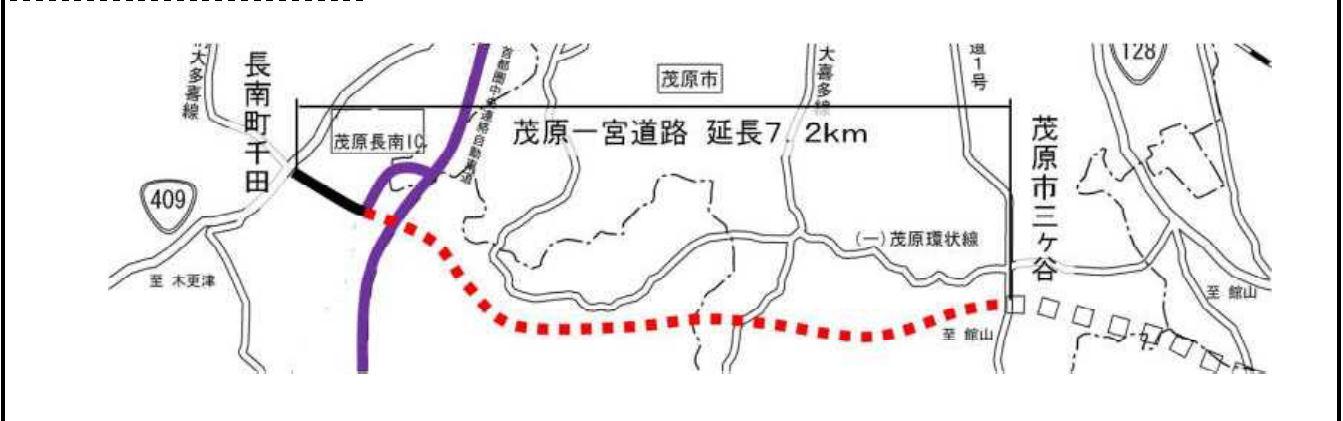 大多喜線
長南町千田
茂原長南IC
首都圏中央連絡自動車道
茂原市
茂原一宮道路 延長7.2km
大多喜線
道1号
128
茂原市三ケ谷
409
至 木更津
(一)茂原環状線
至 館山
至 館山